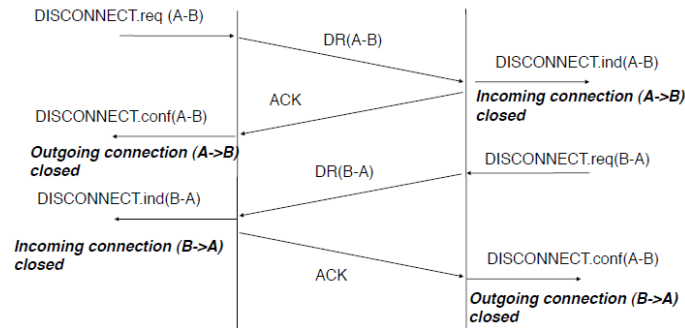 DISCONNECT.req (A-B)
DR(A-B)
DISCONNECT.ind(A-B)
ACK
Incoming connection (A->B)
closed
DISCONNECT.conf(A-B)
Outgoing connection (A->B)
closed
DISCONNECT.req(B-A)
DR(B-A)
DISCONNECT.ind(B-A)
Incoming connection (B->A)
closed
ACK
DISCONNECT.conf(A-B)
Outgoing connection (B->A)
closed